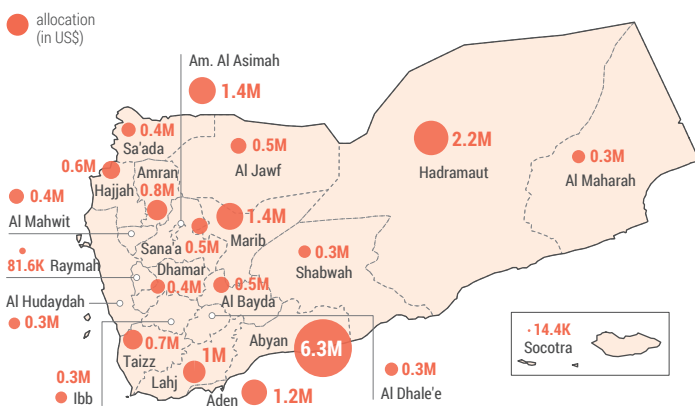 allocation
(in US$)
Am. Al Asimah
1.4M
0.4M
Sa'ada
0.5M
Al Jawf
2.2M
Hadramaut
0.3M
Al Maharah
0.6M
Hajjah
Amran
0.8M
0.4M
Al Mahwit
1.4M
Marib
Sana'a
0.5M
81.6K
Raymah
Dhamar
0.4M
0.5M
Al Bayda
0.3M
Shabwah
Al Hudaydah
0.3M
0.7M
Taizz
1M
Lahj
Abyan
6.3M
14.4K
Socotra
0.3M
Ibb
Aden
1.2M
0.3M
Al Dhale'e